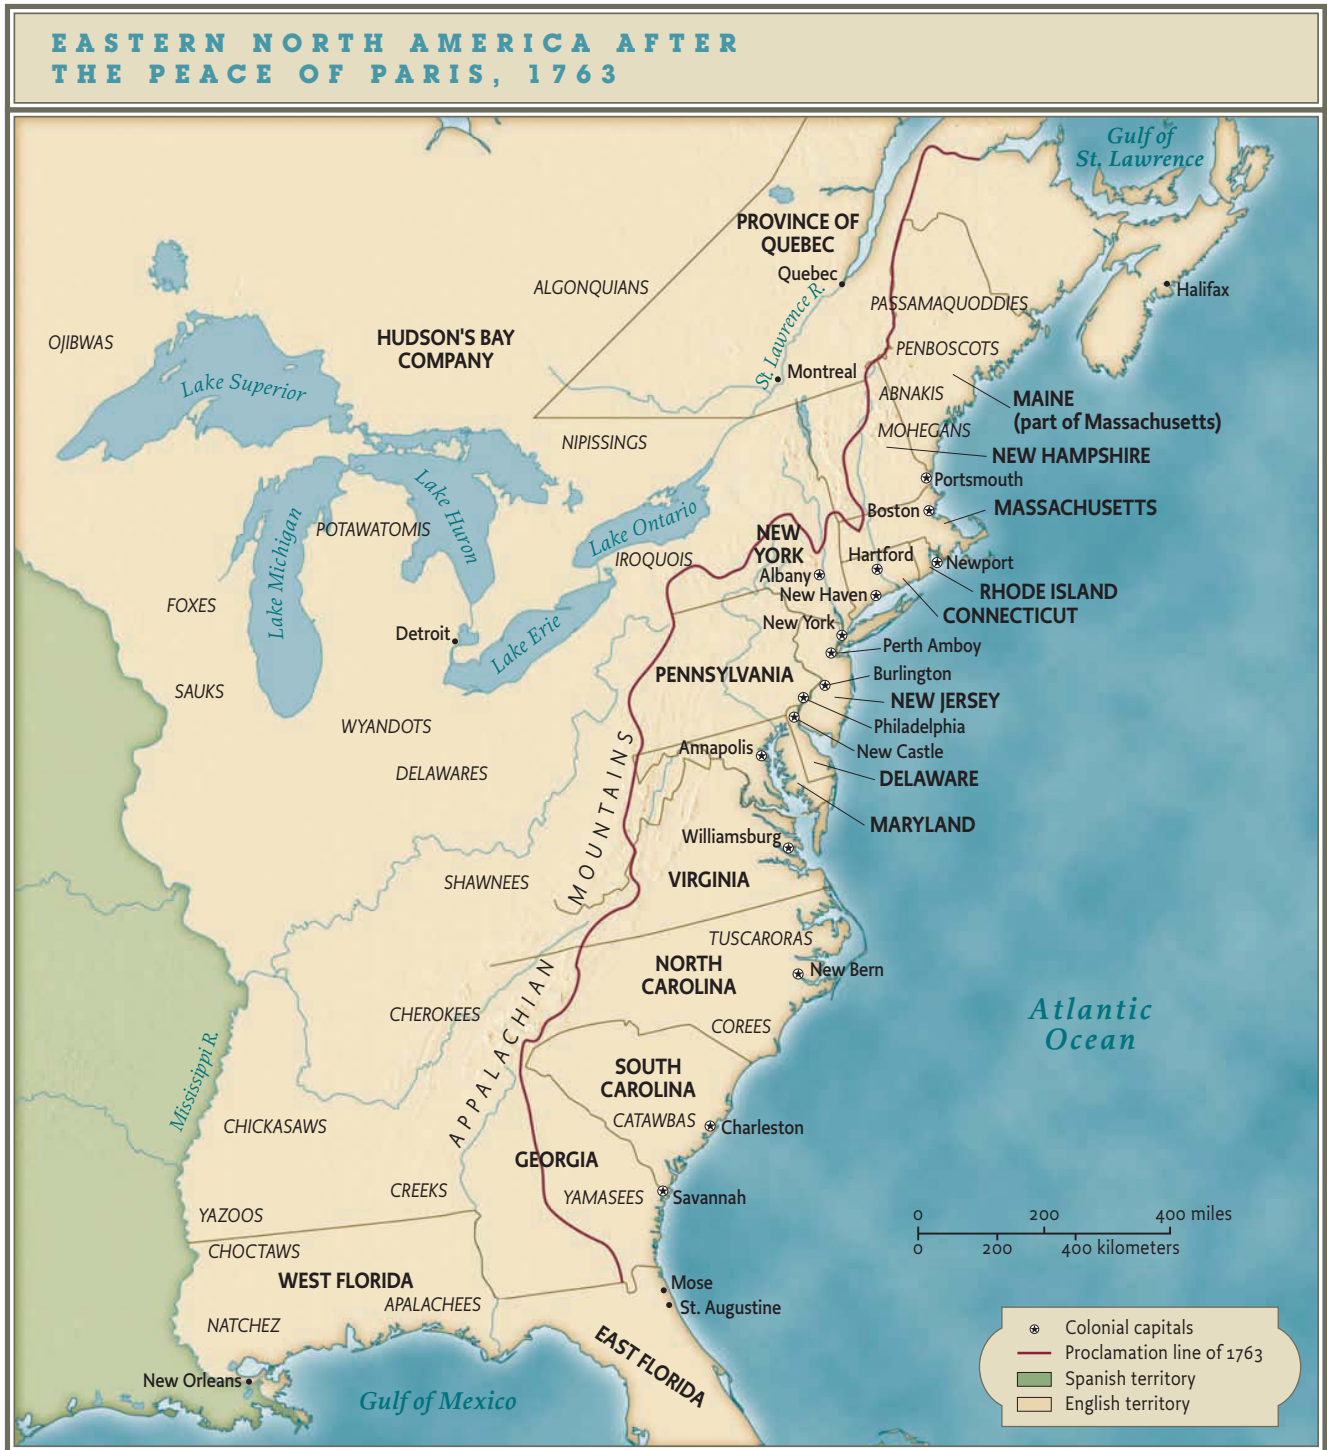 EASTERN NORTH AMERICA AFTER
THE PEACE OF PARIS, 1763
Gulf of
St. Lawrence
PROVINCE OF
QUEBEC
Quebec
ALGONQUIANS
St. Lawrence R.
PASSAMAQUODDIES
Halifax
OJIBWAS
HUDSON'S BAY
COMPANY
PENBOSCOTS
Lake Superior
Montreal
ABNAKIS
MAINE
(part of Massachusetts)
MOHEGANS
NIPISSINGS
NEW HAMPSHIRE
Portsmouth
Lake Huron
Lake Michigan
POTAWATOMIS
Lake Ontario
Boston
MASSACHUSETTS
NEW
YORK
IROQUOIS
Hartford
Newport
Albany
RHODE ISLAND
New Haven
CONNECTICUT
FOXES
Detroit
Lake Erie
New York
Perth Amboy
PENNSYLVANIA
Burlington
SAUKS
NEW JERSEY
WYANDOTS
Philadelphia
Annapolis
New Castle
DELAWARES
DELAWARE
MARYLAND
Williamsburg
APPALACHIAN MOUNTAINS
SHAWNEES
VIRGINIA
TUSCARORAS
NORTH
CAROLINA
New Bern
CHEROKEES
COREES
Atlantic
Ocean
Mississippi R.
SOUTH
CAROLINA
CHICKASAWS
CATAWBAS
Charleston
GEORGIA
CREEKS
YAMASEES
Savannah
YAZOOS
0 200 400 miles
0 200 400 kilometers
CHOCTAWS
WEST FLORIDA
Mose
APALACHEES
St. Augustine
NATCHEZ
EAST FLORIDA
New Orleans
Gulf of Mexico
Colonial capitals
Proclamation line of 1763
Spanish territory
English territory